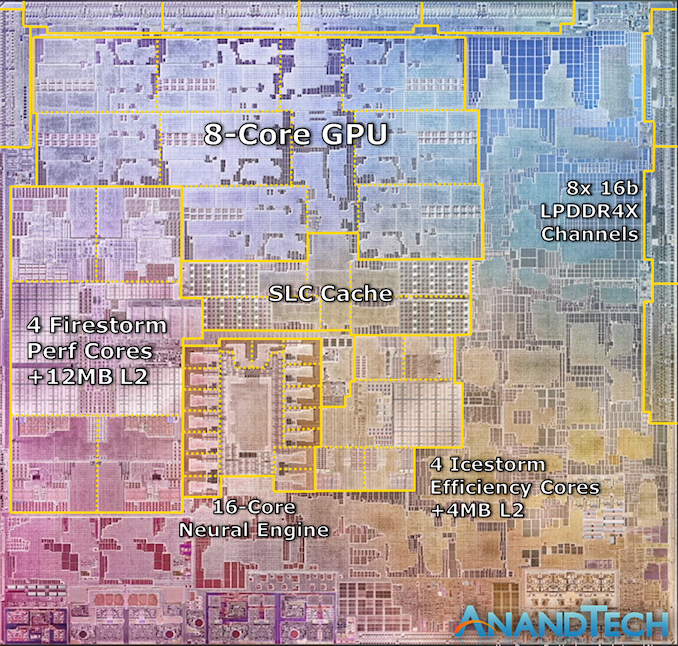 8-Core GPU
8x 16b
LPDDR4X
Channels
SLC Cache
4 Firestorm
Perf Cores
+12MB L2
4 Icestorm
Efficiency Cores
+4MB L2
16-Core
Neural Engine
ANANDTECH